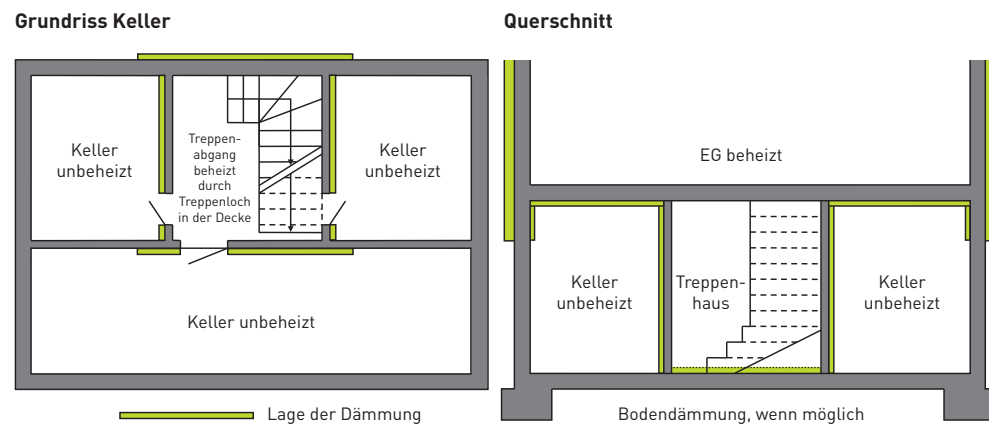 Grundriss Keller
Keller
unbeheizt
Treppen-
abgang
beheizt
durch
Treppenloch
in der Decke
Keller
unbeheizt
Keller unbeheizt
Lage der Dämmung
Querschnitt
EG beheizt
Keller
unbeheizt
Treppen-
haus
Keller
unbeheizt
Bodendämmung, wenn möglich